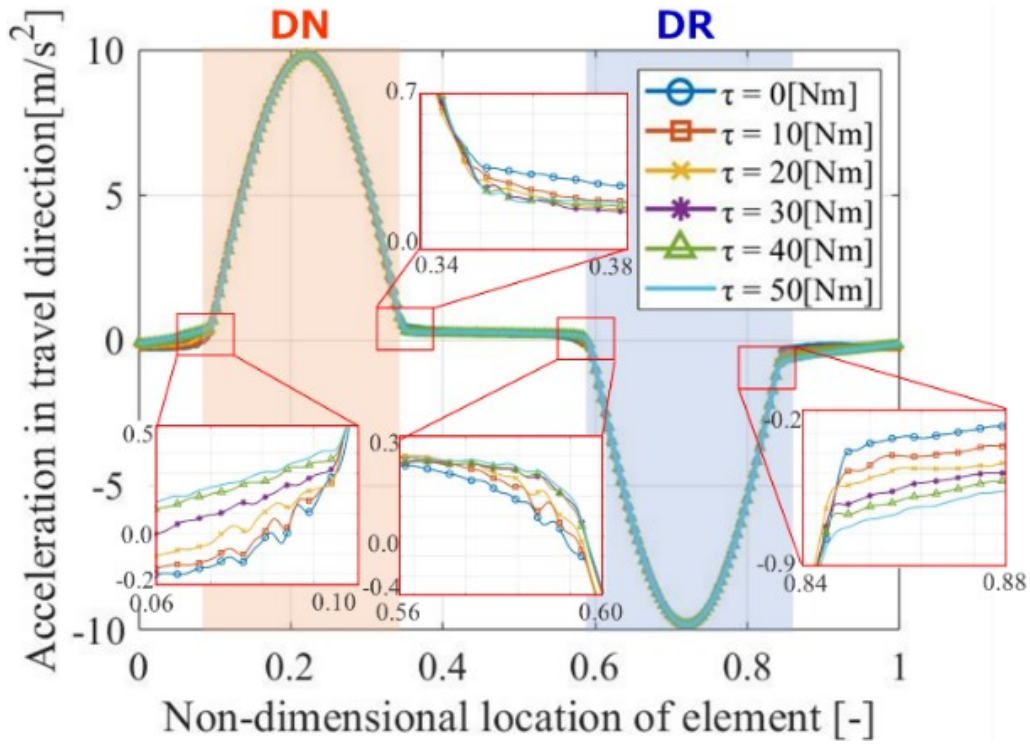 DN
DR
Acceleration in travel direction[m/s²]
10
5
0
-5
-10
τ = 0[Nm]
τ = 10[Nm]
τ = 20[Nm]
τ = 30[Nm]
τ = 40[Nm]
τ = 50[Nm]
0.7
0.0
0.34
0.38
0.5
0.0
-0.2
0.06
0.10
0.3
0.0
-0.4
0.56
0.60
-0.2
-0.9
0.84
0.88
0
0.2
0.4
0.6
0.8
1
Non-dimensional location of element [-]